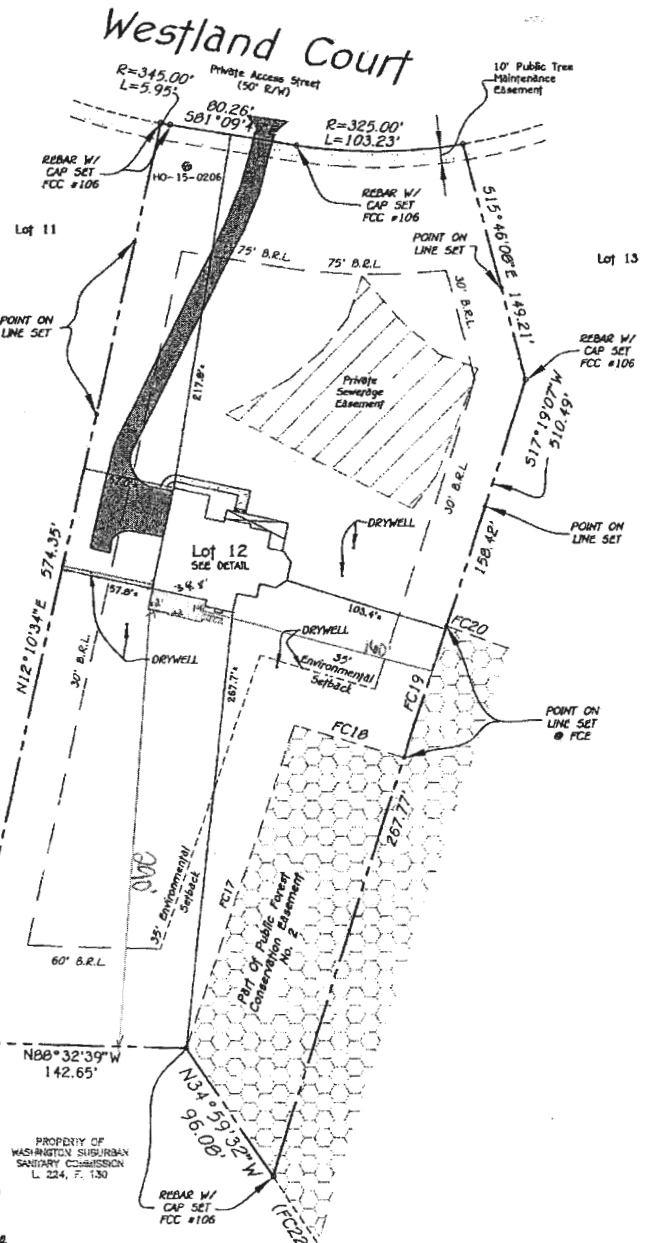 Westland Court
Private Access Street
(50' R/W)
R=345.00'
L=5.95'
80.26'
S81°09'4
R=325.00'
L=103.23'
10' Public Tree
Maintenance
Easement
REBAR W/
CAP SET
FCC #106
HO-15-0206
REBAR W/
CAP SET
FCC #106
S15°46'08"E 149.21'
Lot 11
POINT ON
LINE SET
Lot 13
75' B.R.L
75' B.R.L
30' B.R.L
POINT ON
LINE SET
REBAR W/
CAP SET
FCC #106
Private
Sewerage
Easement
217.8'±
S17°19'07"W
510.49'
30' B.R.L
POINT ON
LINE SET
158.42'
DRYWELL
Lot 12
SEE DETAIL
N12°10'34"E 574.35'
57.8'±
103.4'±
DRYWELL
FC20
DRYWELL
35'
Environmental
Setback
30' B.R.L
267.7'±
FC19
POINT ON
LINE SET
@ FCE
FC18
267.77'
35' Environmental
Setback
FC17
Part Of Public Forest
Conservation Easement
No. 2
60' B.R.L
N88°32'39"W
142.65'
N34°59'32"W
96.08'
PROPERTY OF
WASHINGTON SUBURBAN
SANITARY COMMISSION
L. 224, F. 130
REBAR W/
CAP SET
FCC #106
(FC22